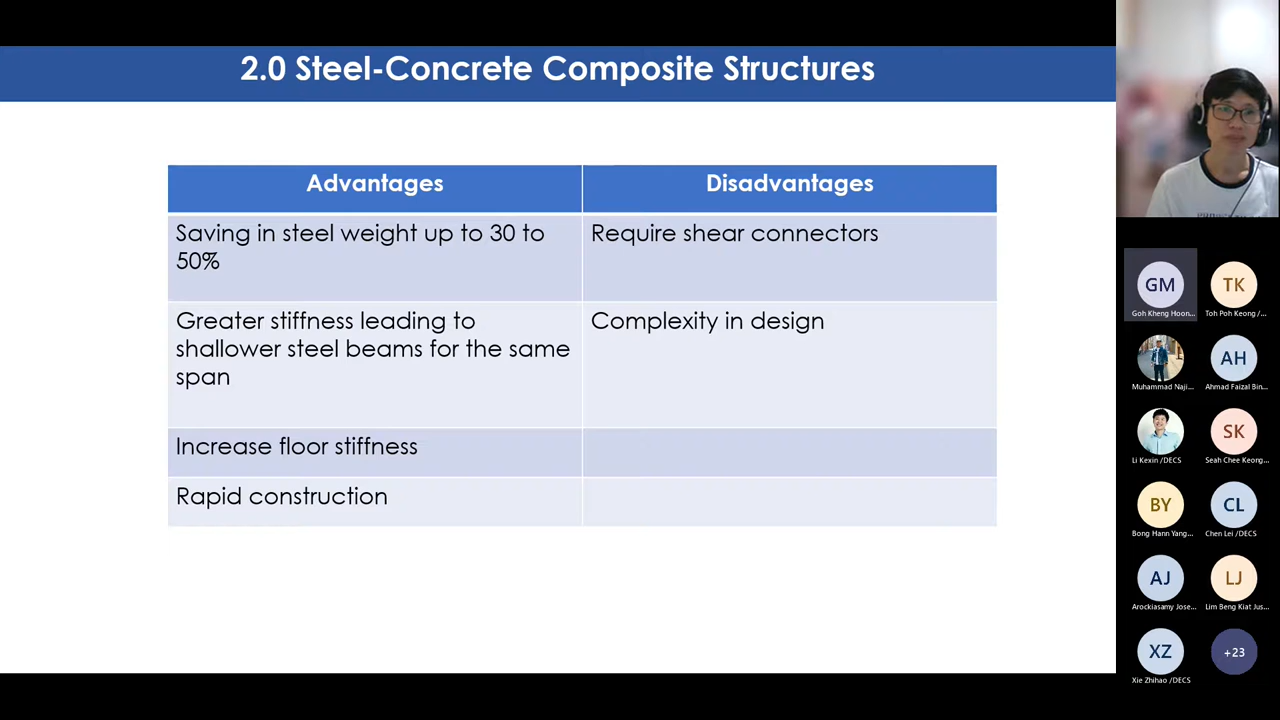 2.0 Steel-Concrete Composite Structures
Advantages
Disadvantages
Saving in steel weight up to 30 to
50%
Require shear connectors
Greater stiffness leading to
shallower steel beams for the same
span
Complexity in design
Increase floor stiffness
Rapid construction
GM
Goh Kheng Hoon...
TK
Toh Poh Keong /...
Muhammad Naji...
AH
Ahmad Faizal Bin...
Li Kexin /DECS
SK
Seah Chee Keong...
BY
Bong Hann Yang...
CL
Chen Lei /DECS
AJ
Arockiasamy Jose...
LJ
Lim Beng Kiat Jus...
XZ
Xie Zhihao /DECS
+23